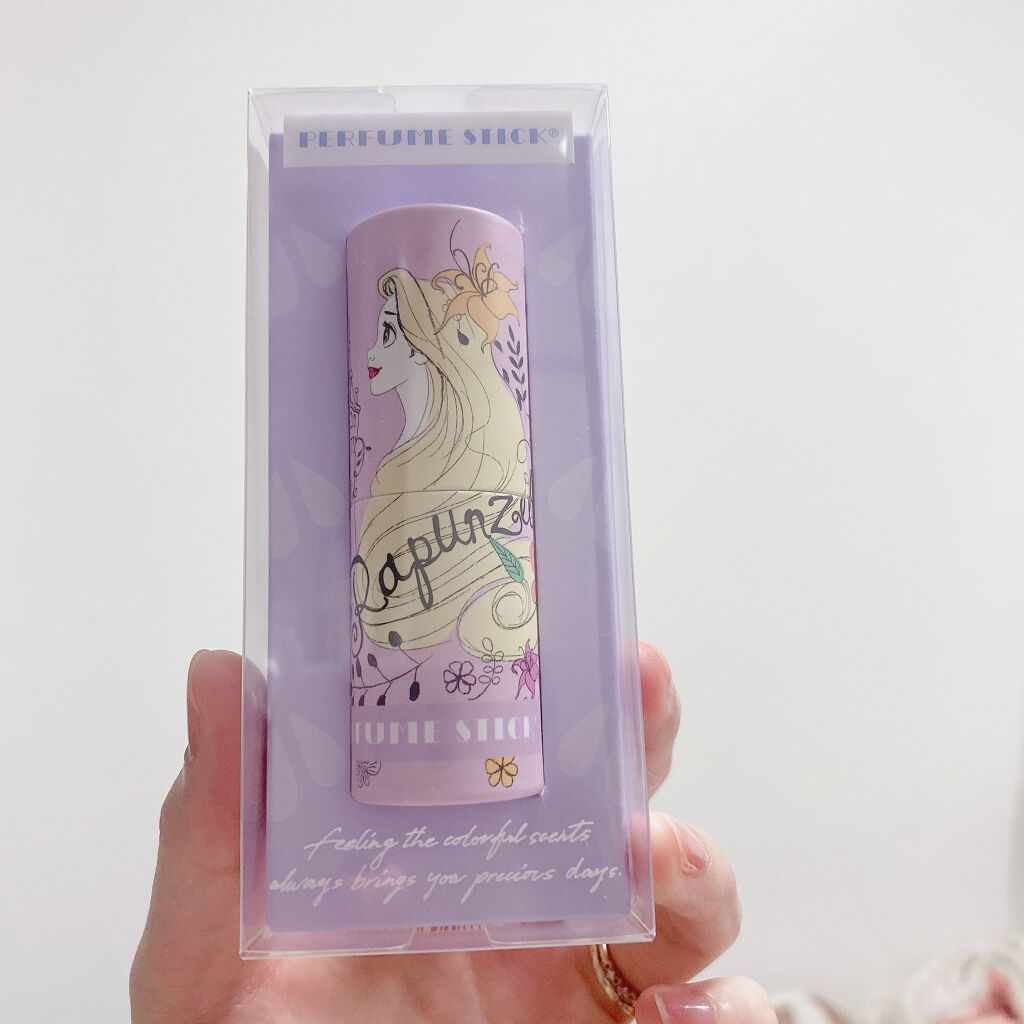 PERFUME STICK®
Rapunzel
FUME STICK
feeling the colorful scents
always brings you precious days.